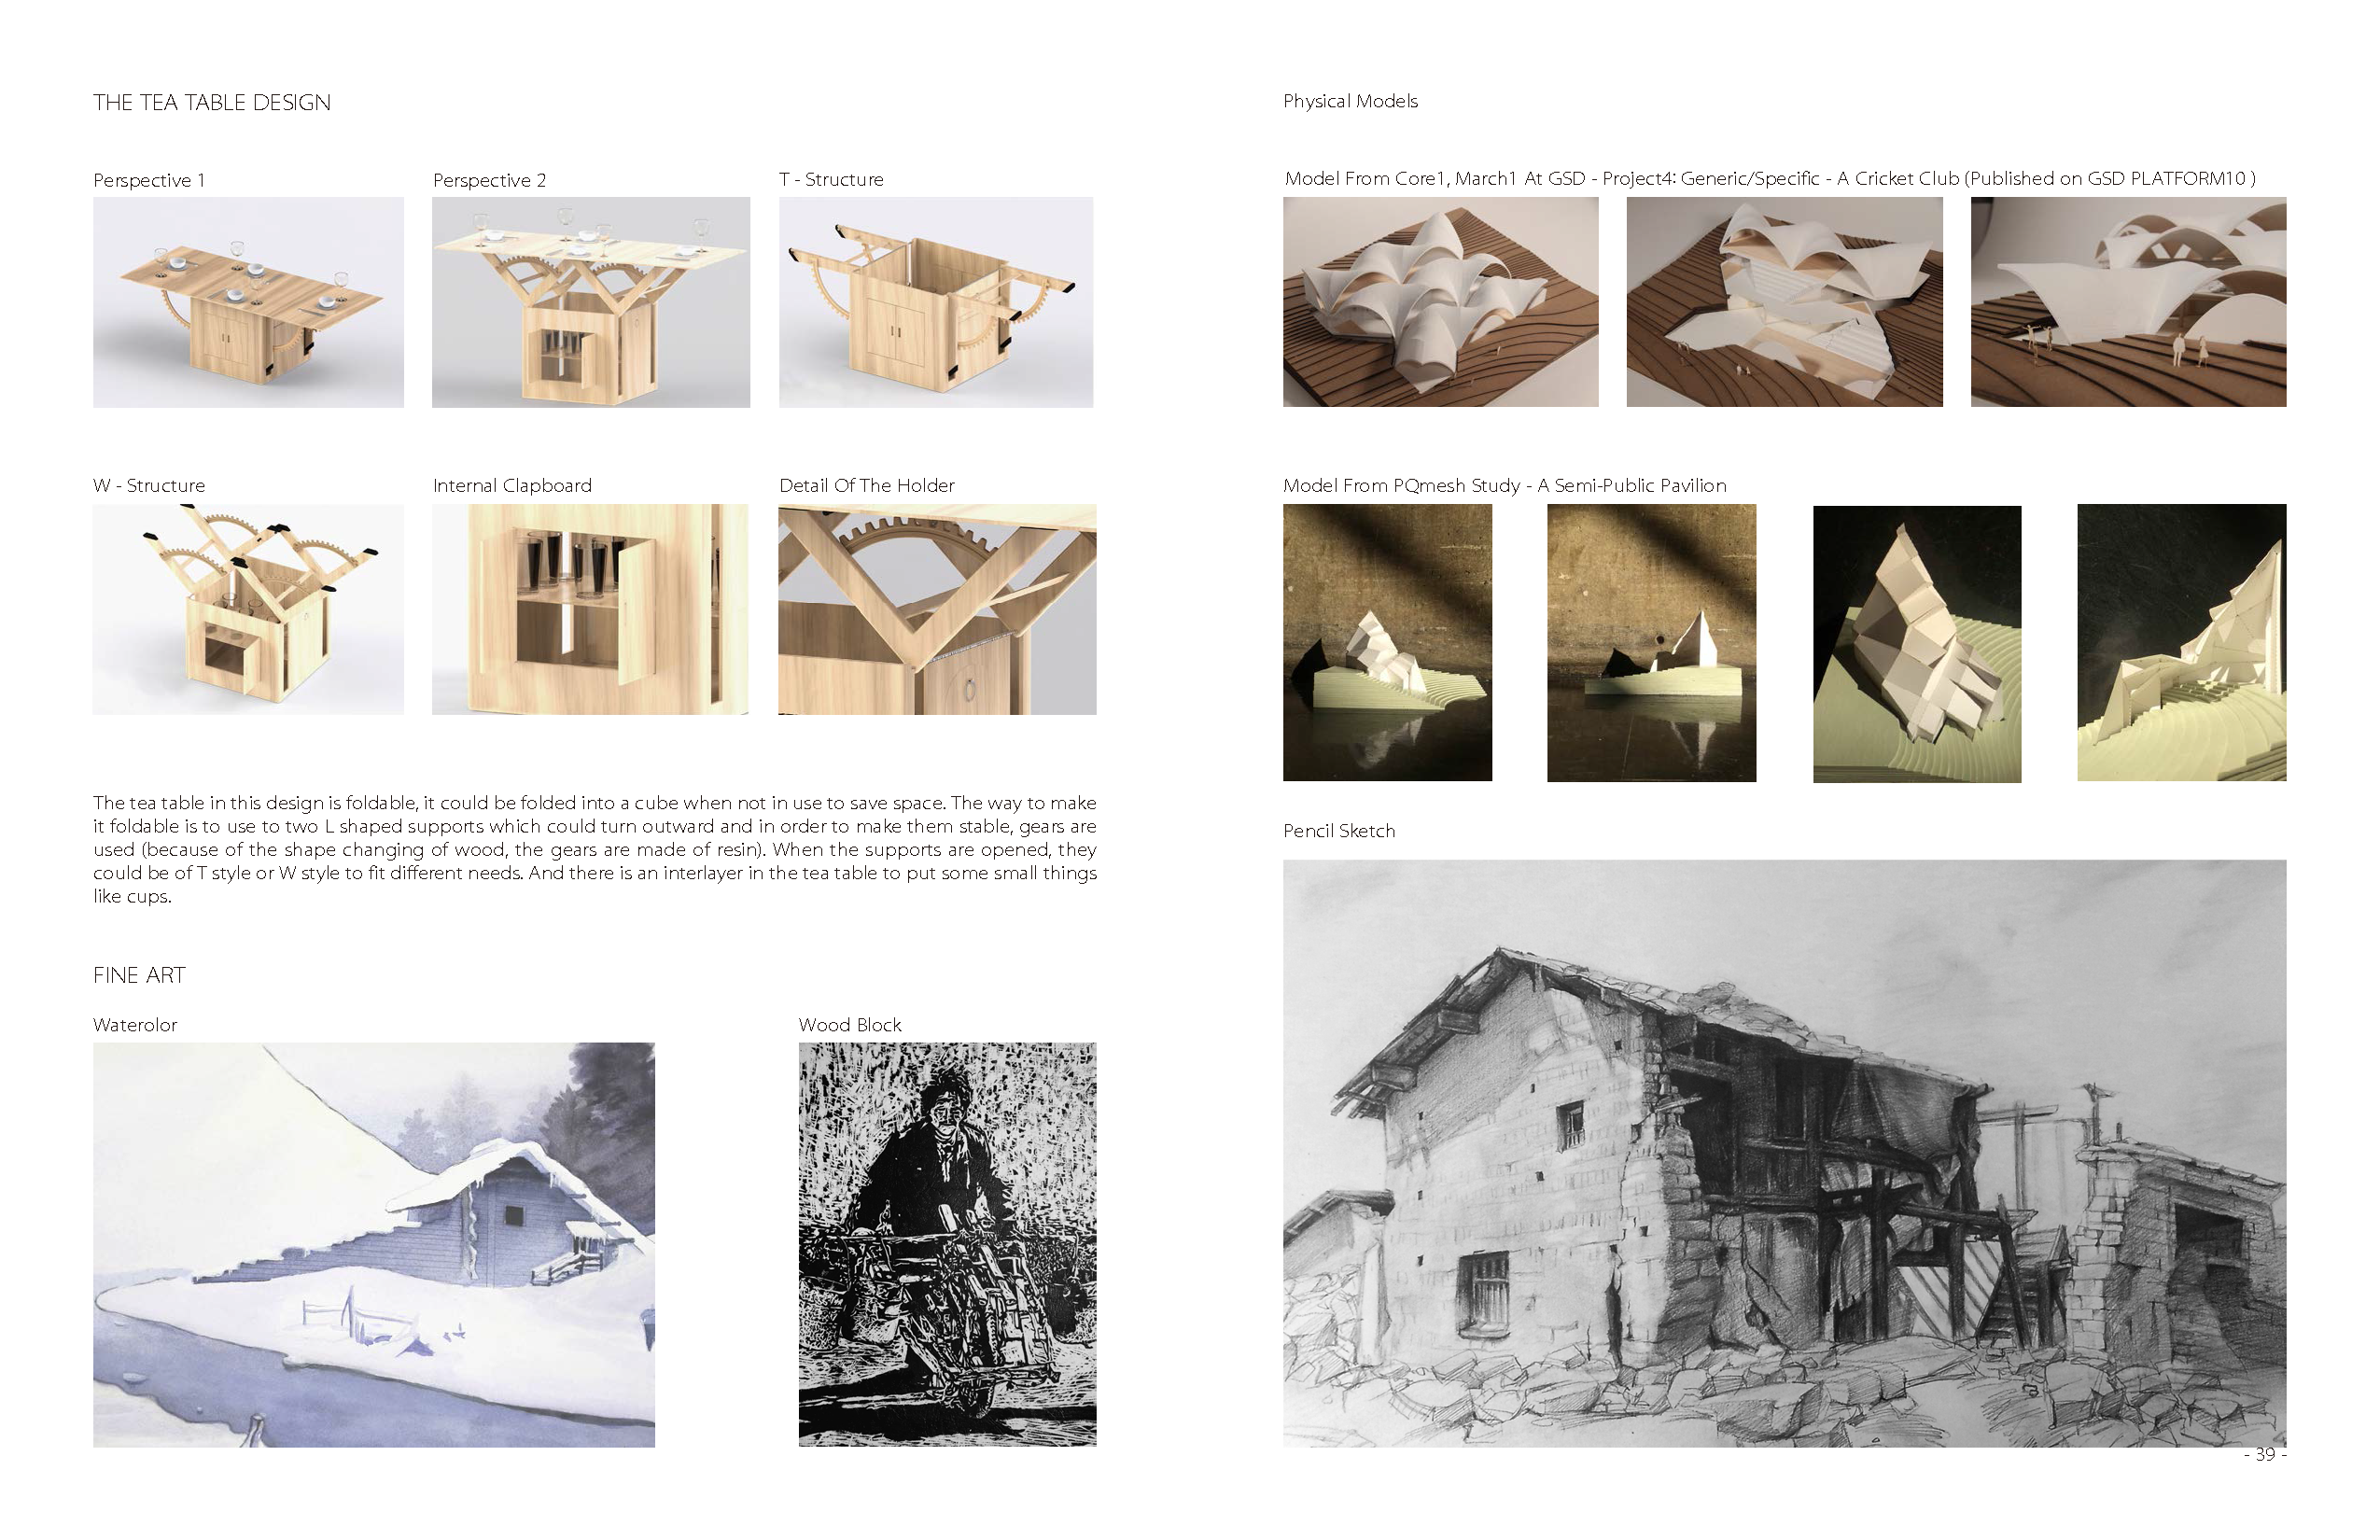 THE TEA TABLE DESIGN
Perspective 1
Perspective 2
T - Structure
W - Structure
Internal Clapboard
Detail Of The Holder
The tea table in this design is foldable, it could be folded into a cube when not in use to save space. The way to make
it foldable is to use to two L shaped supports which could turn outward and in order to make them stable, gears are
used (because of the shape changing of wood, the gears are made of resin). When the supports are opened, they
could be of T style or W style to fit different needs. And there is an interlayer in the tea table to put some small things
like cups.
FINE ART
Waterolor
Wood Block
Physical Models
Model From Core1, March1 At GSD - Project4: Generic/Specific - A Cricket Club (Published on GSD PLATFORM10 )
Model From PQmesh Study - A Semi-Public Pavilion
Pencil Sketch
- 39 -